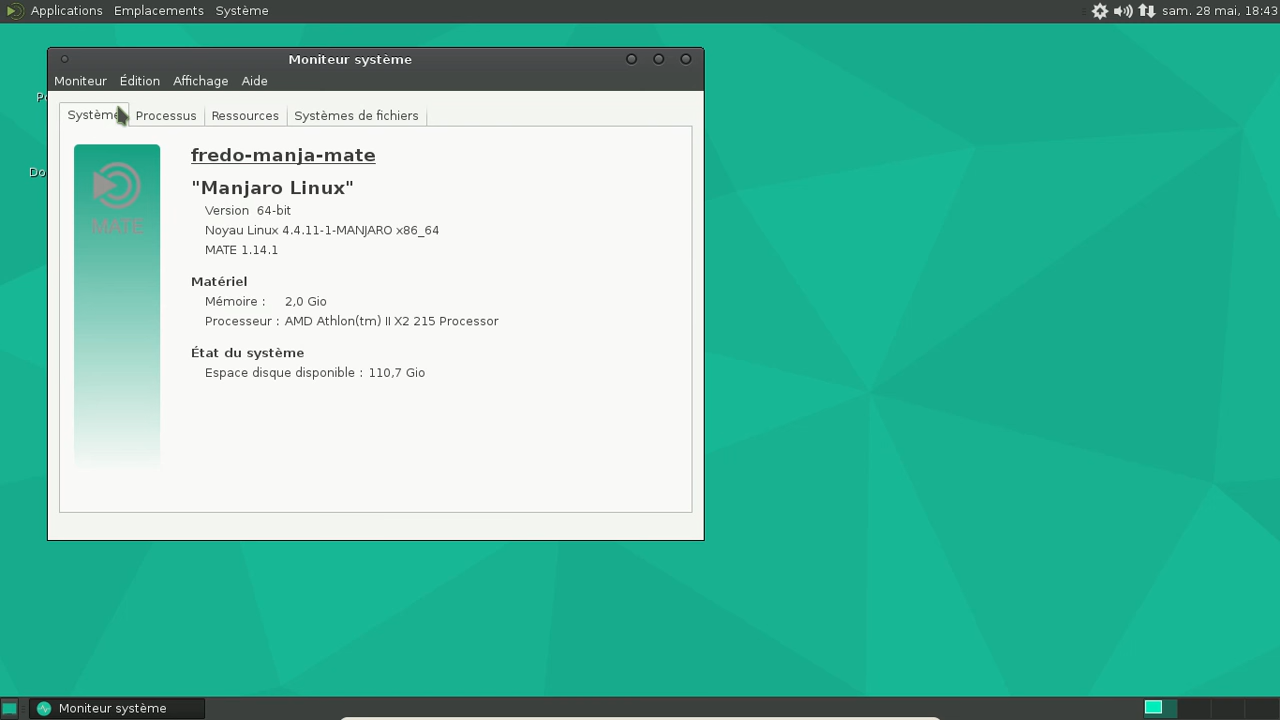 Applications Emplacements Système sam. 28 mai, 18:43
Moniteur système
Moniteur Édition Affichage Aide
Système Processus Ressources Systèmes de fichiers
MATE
fredo-manja-mate
"Manjaro Linux"
Version 64-bit
Noyau Linux 4.4.11-1-MANJARO x86_64
MATE 1.14.1
Matériel
Mémoire : 2,0 Gio
Processeur : AMD Athlon(tm) II X2 215 Processor
État du système
Espace disque disponible : 110,7 Gio
Moniteur système